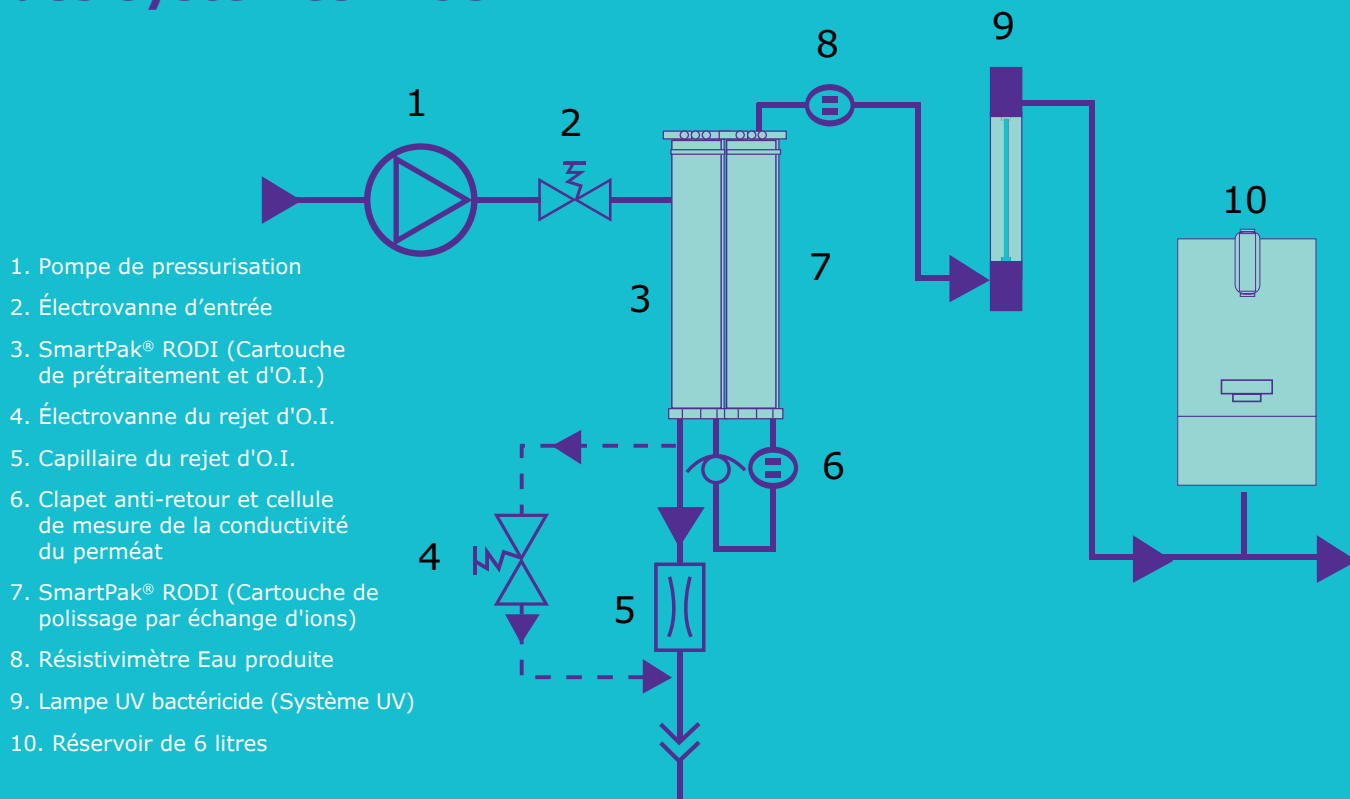 1
2
3
4
5
6
7
8
9
10
1. Pompe de pressurisation
2. Électrovanne d’entrée
3. SmartPak® RODI (Cartouche
de prétraitement et d'O.I.)
4. Électrovanne du rejet d'O.I.
5. Capillaire du rejet d'O.I.
6. Clapet anti-retour et cellule
de mesure de la conductivité
du perméat
7. SmartPak® RODI (Cartouche de
polissage par échange d'ions)
8. Résistivimètre Eau produite
9. Lampe UV bactéricide (Système UV)
10. Réservoir de 6 litres